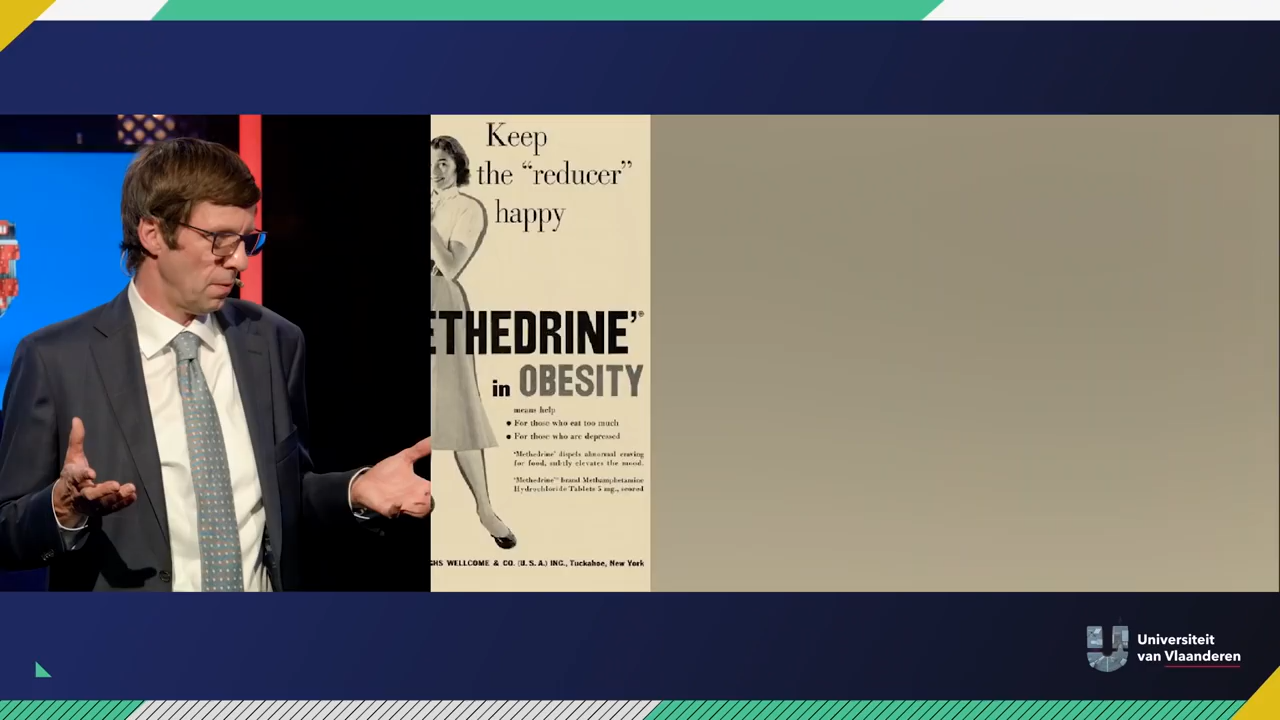 Keep
the “reducer”
happy
ETHEDRINE’®
in OBESITY
means help
• For those who eat too much
• For those who are depressed
‘Methedrine’ dispels abnormal craving
for food, subtly elevates the mood.
‘Methedrine’ brand Methamphetamine
Hydrochloride Tablets 5 mg., scored
GHS WELLCOME & CO. (U.S.A.) INC., Tuckahoe, New York
Universiteit
van Vlaanderen